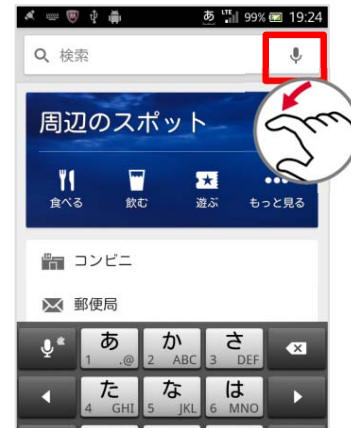 あ LTE 99% 19:24
検索
周辺のスポット
食べる 飲む 遊ぶ もっと見る
コンビニ
郵便局
あ か さ
1 .@ 2 ABC 3 DEF
た な は
4 GHI 5 JKL 6 MNO